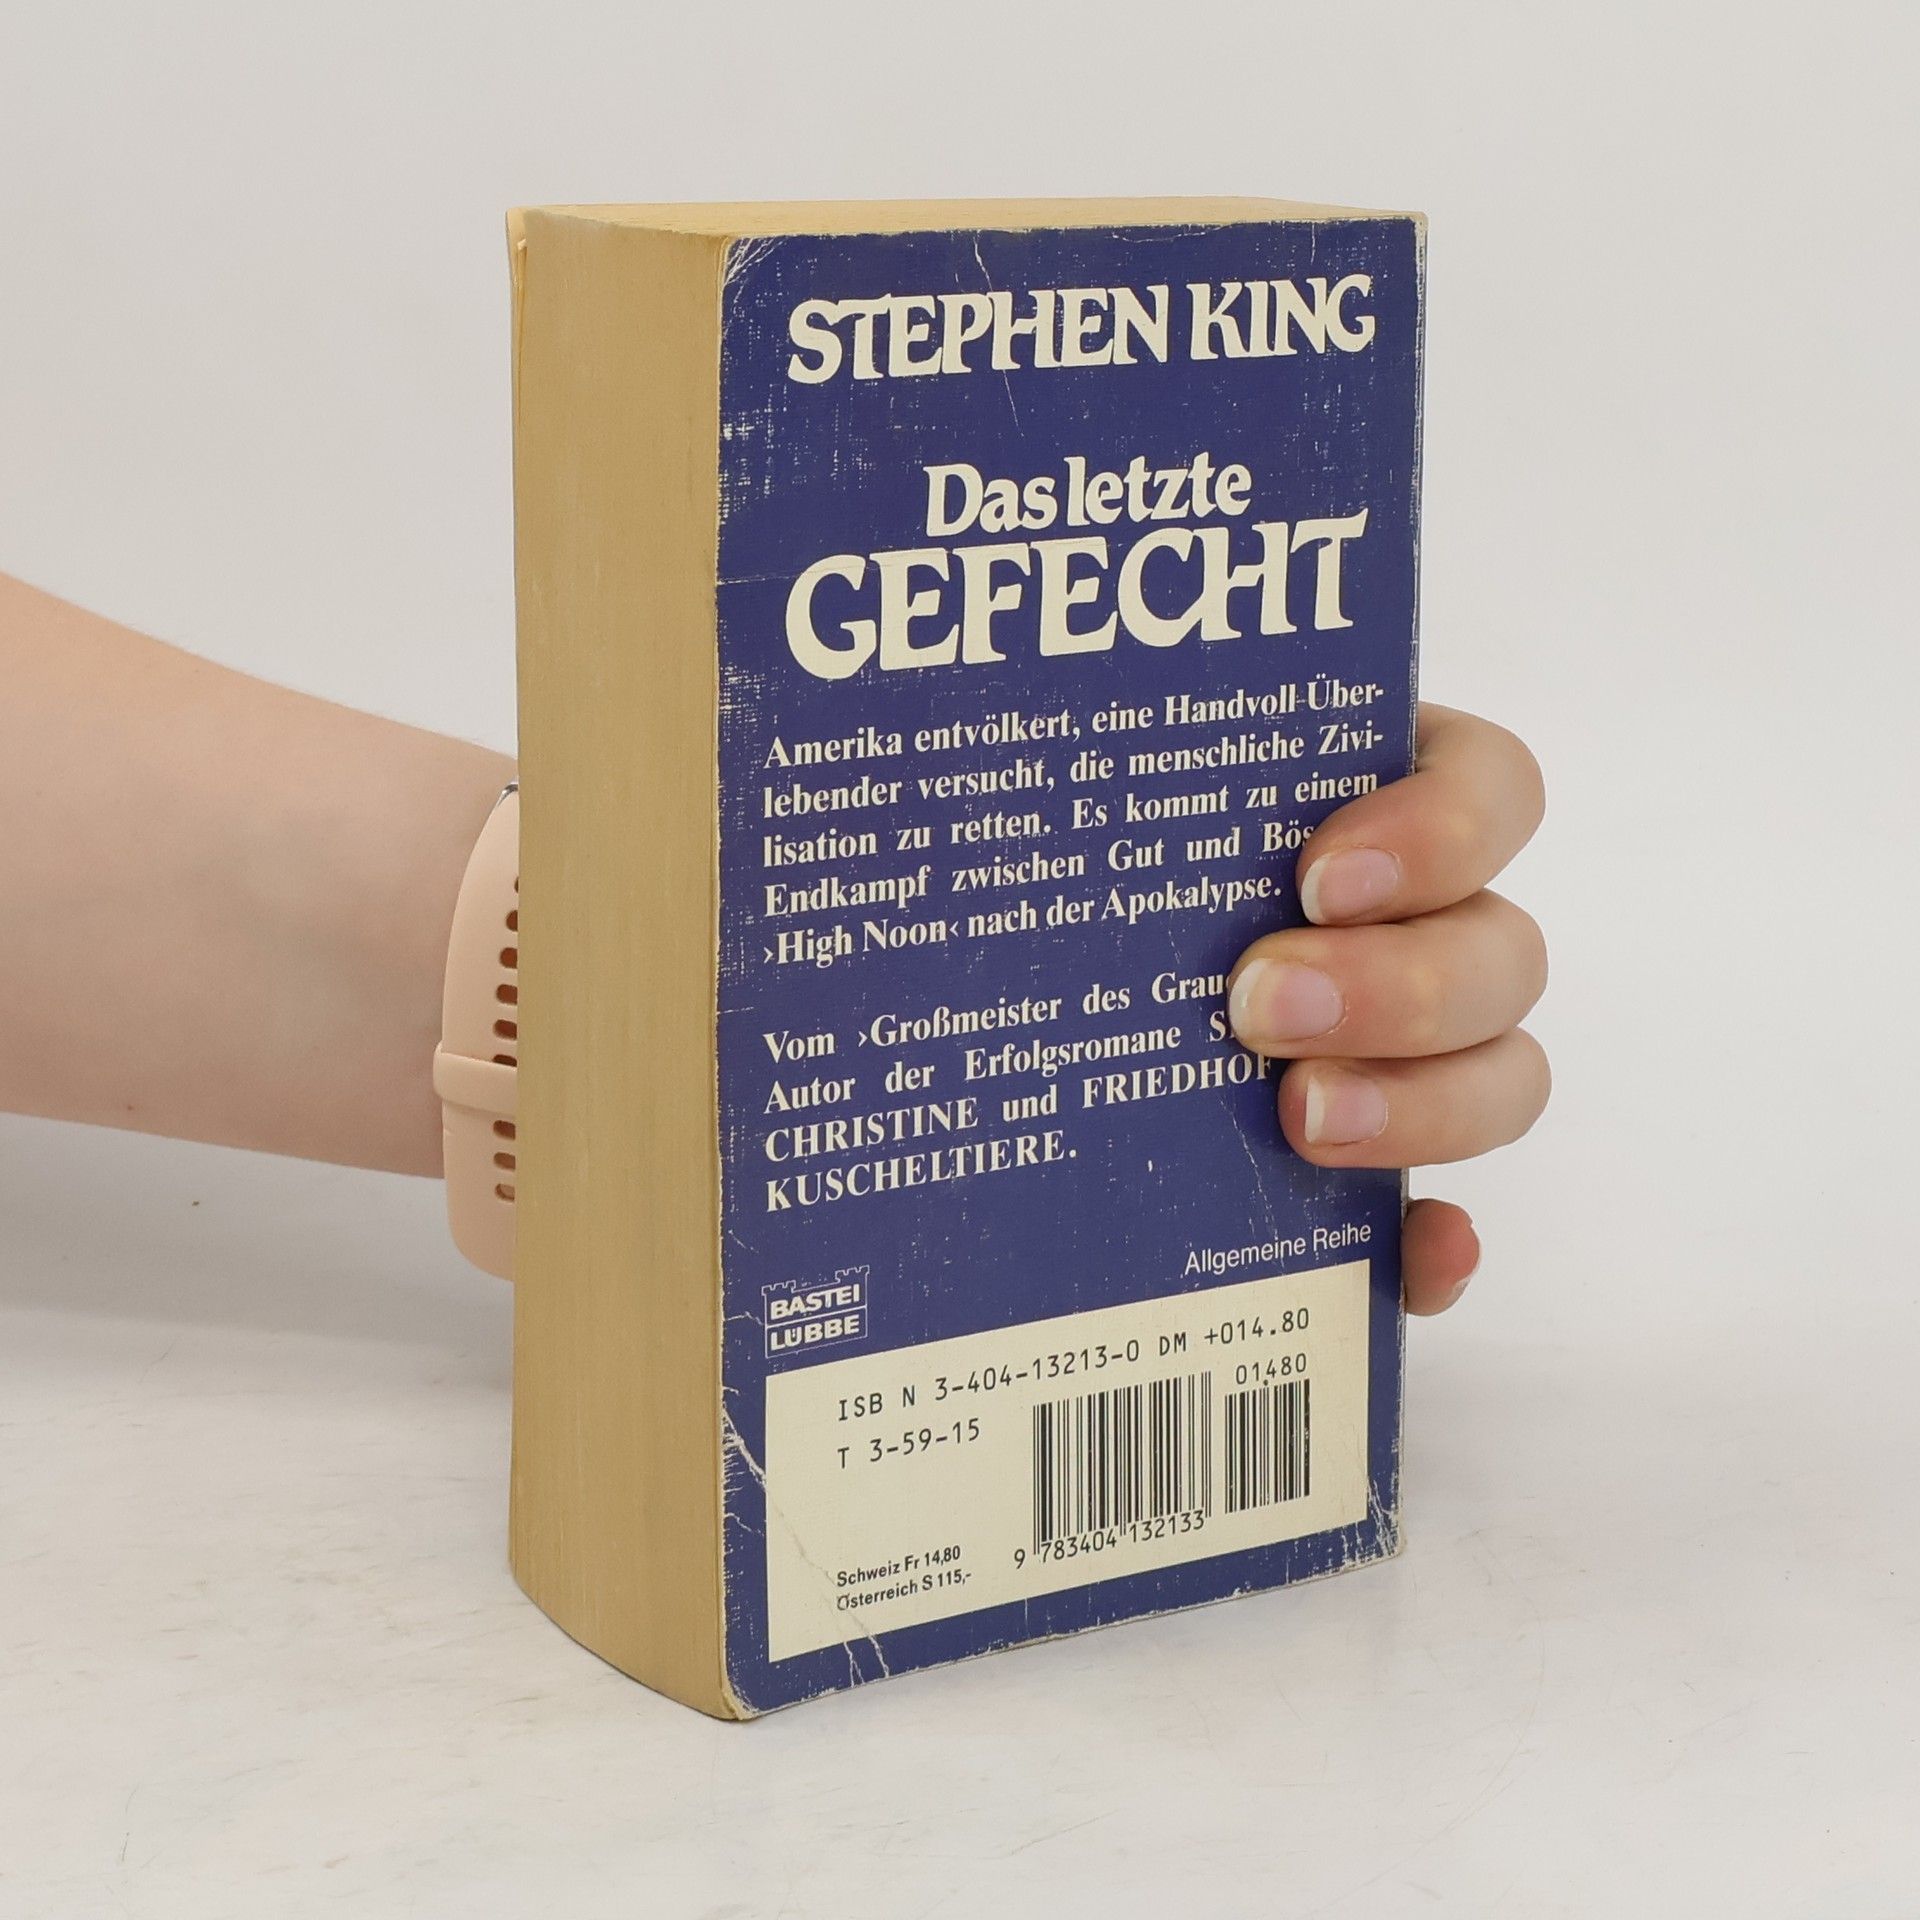 STEPHEN KING
Das letzte
GEFECHT
Amerika entvölkert, eine Handvoll Über-
lebender versucht, die menschliche Zivi-
lisation zu retten. Es kommt zu einem
Endkampf zwischen Gut und
›High Noon‹ nach der Apokalypse.
Vom ›Großmeister des
Autor der Erfolgsromane
CHRISTINE und FRIEDHOF
KUSCHELTIERE.
Allgemeine Reihe
BASTEI
LÜBBE
ISB N 3-404-13213-0 DM +014.80
01480
T 3-59-15
9 783404 132133
Schweiz Fr 14,80
Österreich S 115,-